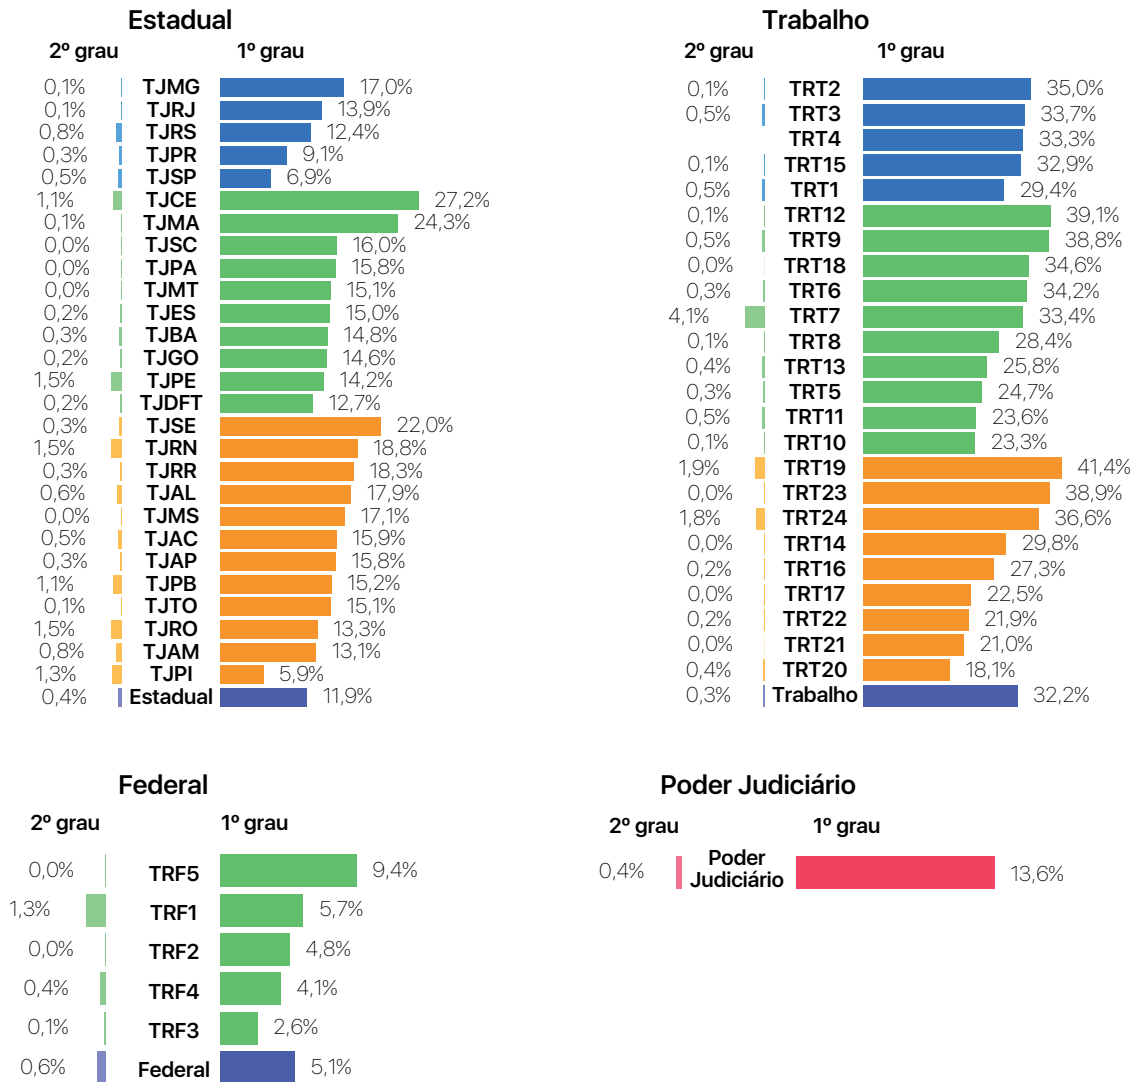 Estadual
2º grau 1º grau
0,1% TJMG 17,0%
0,1% TJRJ 13,9%
0,8% TJRS 12,4%
0,3% TJPR 9,1%
0,5% TJSP 6,9%
1,1% TJCE 27,2%
0,1% TJMA 24,3%
0,0% TJSC 16,0%
0,0% TJPA 15,8%
0,0% TJMT 15,1%
0,2% TJES 15,0%
0,3% TJBA 14,8%
0,2% TJGO 14,6%
1,5% TJPE 14,2%
0,2% TJDFT 12,7%
0,3% TJSE 22,0%
1,5% TJRN 18,8%
0,3% TJRR 18,3%
0,6% TJAL 17,9%
0,0% TJMS 17,1%
0,5% TJAC 15,9%
0,3% TJAP 15,8%
1,1% TJPB 15,2%
0,1% TJTO 15,1%
1,5% TJRO 13,3%
0,8% TJAM 13,1%
1,3% TJPI 5,9%
0,4% Estadual 11,9%
Trabalho
2º grau 1º grau
0,1% TRT2 35,0%
0,5% TRT3 33,7%
TRT4 33,3%
0,1% TRT15 32,9%
0,5% TRT1 29,4%
0,1% TRT12 39,1%
0,5% TRT9 38,8%
0,0% TRT18 34,6%
0,3% TRT6 34,2%
4,1% TRT7 33,4%
0,1% TRT8 28,4%
0,4% TRT13 25,8%
0,3% TRT5 24,7%
0,5% TRT11 23,6%
0,1% TRT10 23,3%
1,9% TRT19 41,4%
0,0% TRT23 38,9%
1,8% TRT24 36,6%
0,0% TRT14 29,8%
0,2% TRT16 27,3%
0,0% TRT17 22,5%
0,2% TRT22 21,9%
0,0% TRT21 21,0%
0,4% TRT20 18,1%
0,3% Trabalho 32,2%
Federal
2º grau 1º grau
0,0% TRF5 9,4%
1,3% TRF1 5,7%
0,0% TRF2 4,8%
0,4% TRF4 4,1%
0,1% TRF3 2,6%
0,6% Federal 5,1%
Poder Judiciário
2º grau 1º grau
0,4% Poder
Judiciário 13,6%